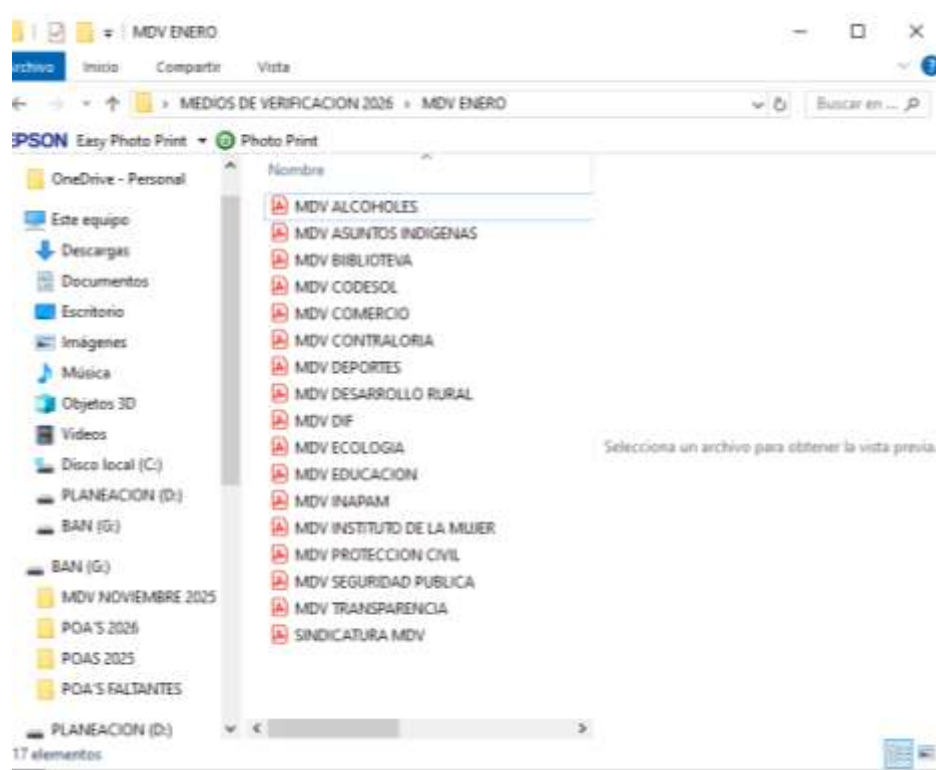 MDV ENERO
Archivo Inicio Compartir Vista
MEDIOS DE VERIFICACION 2026 MDV ENERO
Buscar en ...
EPSON Easy Photo Print Photo Print
OneDrive - Personal
Este equipo
Descargas
Documentos
Escritorio
Imágenes
Música
Objetos 3D
Videos
Disco local (C:)
PLANEACION (D:)
BAN (G:)
BAN (G:)
MDV NOVIEMBRE 2025
POA'S 2026
POAS 2025
POA'S FALTANTES
PLANEACION (D:)
Nombre
MDV ALCOHOLES
MDV ASUNTOS INDIGENAS
MDV BIIBLIOTEVA
MDV CODESOL
MDV COMERCIO
MDV CONTRALORIA
MDV DEPORTES
MDV DESARROLLO RURAL
MDV DIF
MDV ECOLOGIA
MDV EDUCACION
MDV INAPAM
MDV INSTITUTO DE LA MUJER
MDV PROTECCION CIVIL
MDV SEGURIDAD PUBLICA
MDV TRANSPARENCIA
SINDICATURA MDV
Selecciona un archivo para obtener la vista previa.
17 elementos